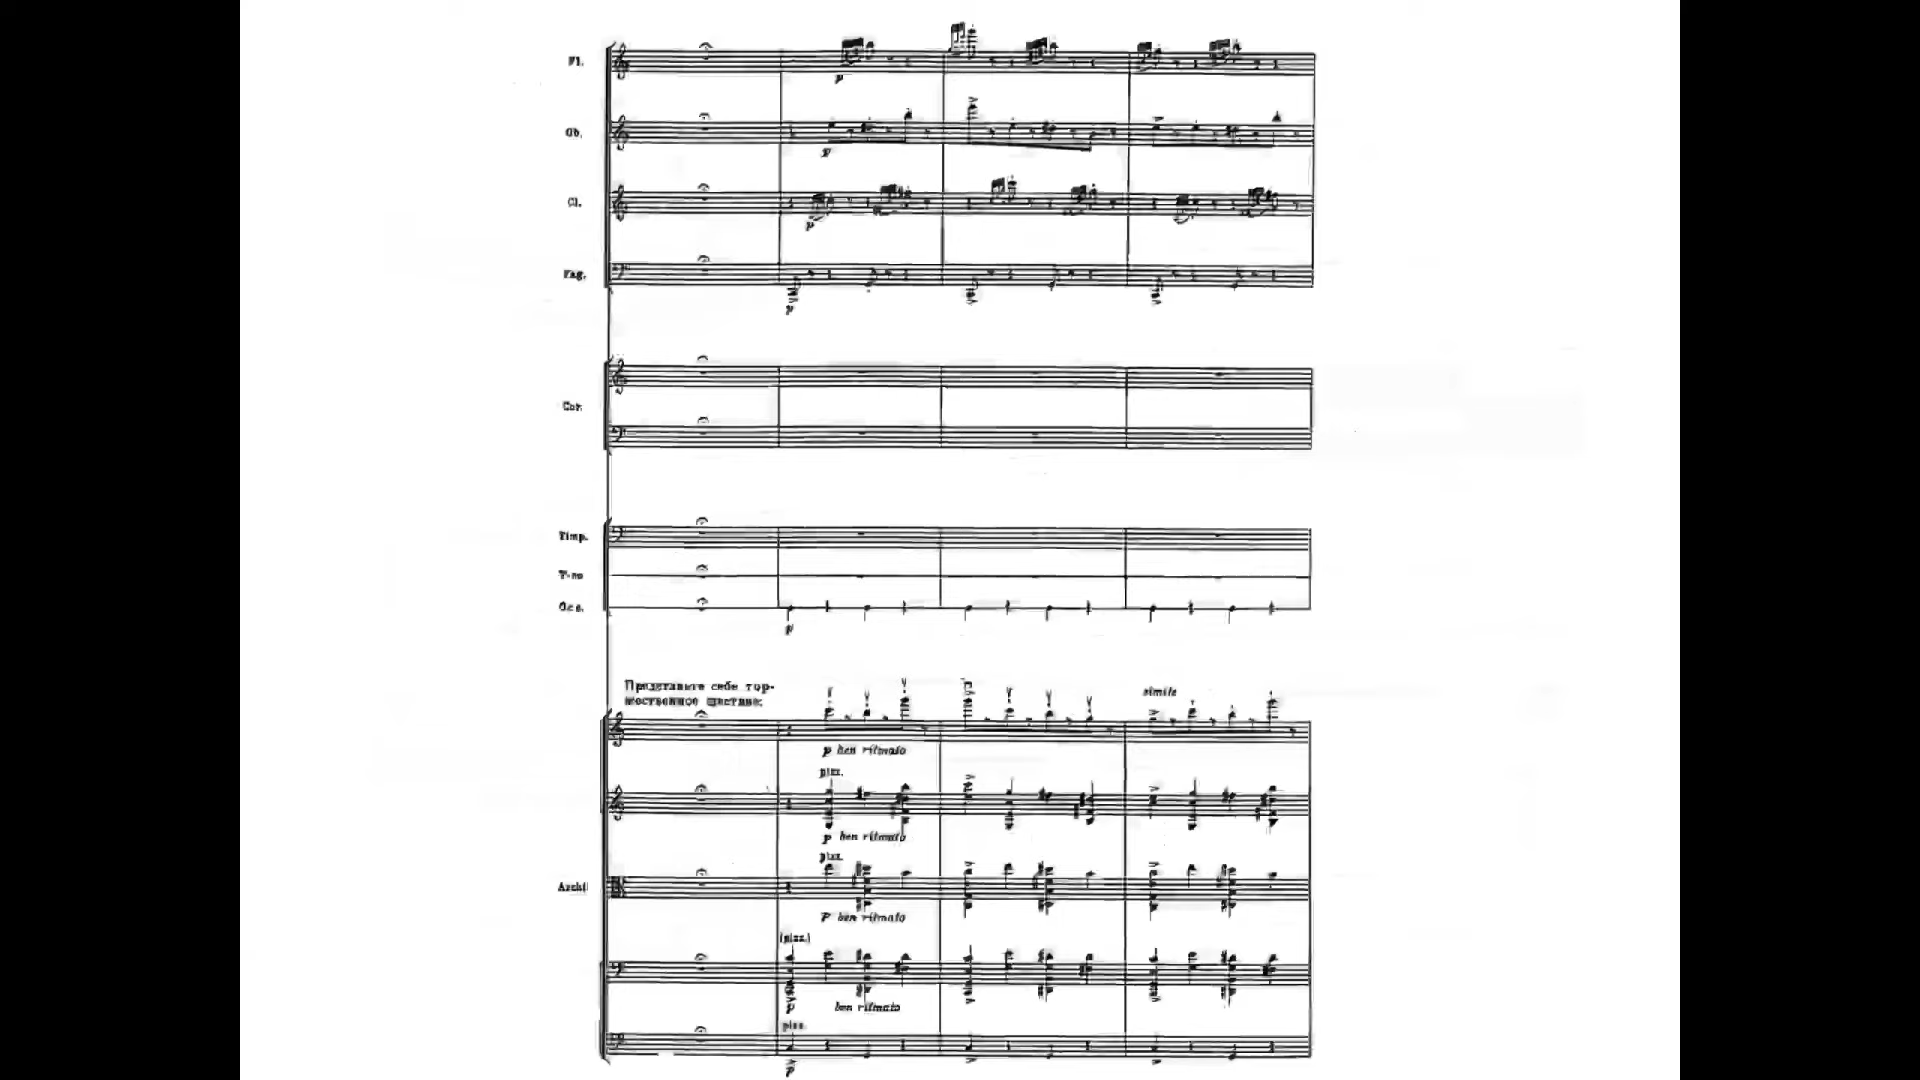 Fl.
p
Ob.
p
Cl.
p
Fag.
p
Cor.
Timp.
T-no
p
Представьте себе тор-
жественное шествие.
simile
p ben ritmato
pizz.
p ben ritmato
pizz.
Archi
p ben ritmato
(pizz.)
p ben ritmato
pizz.
p